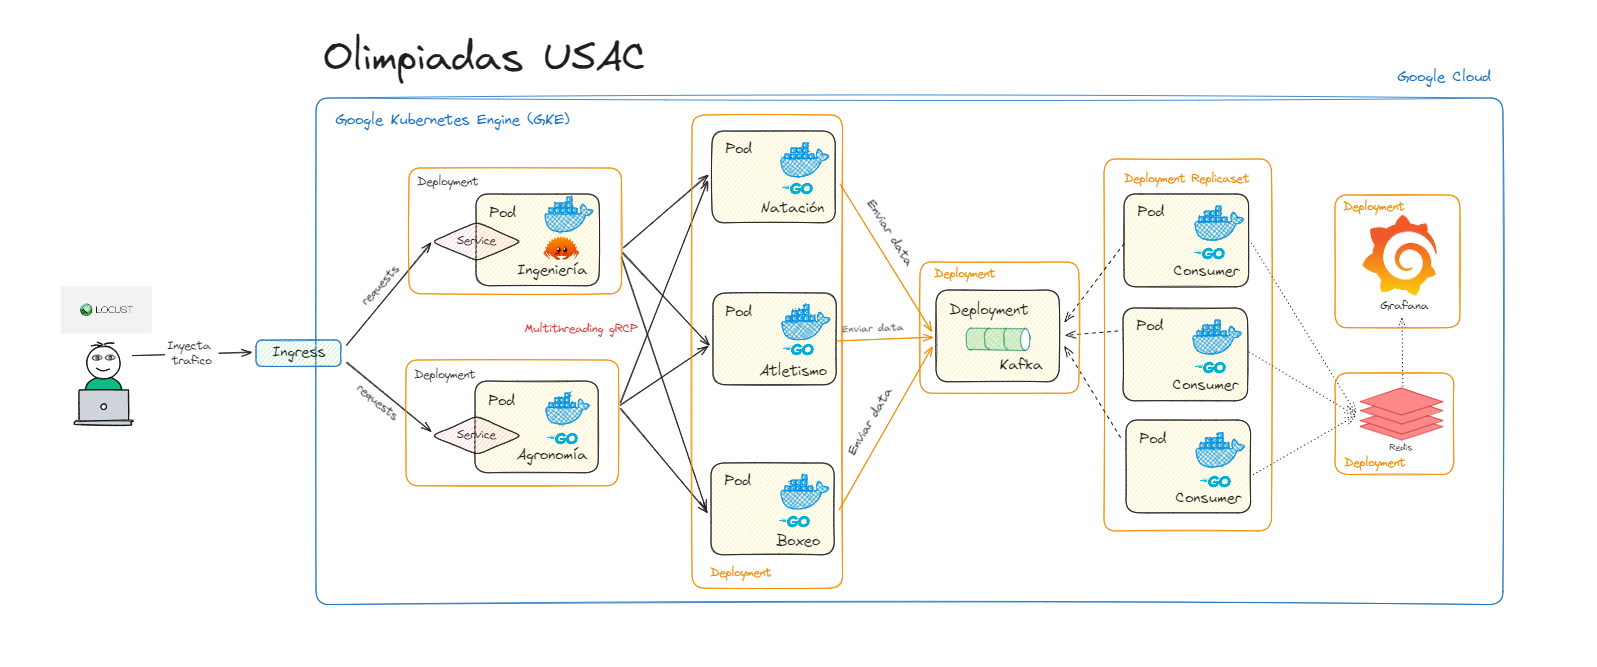 Olimpiadas USAC
Google Cloud
Google Kubernetes Engine (GKE)
LOCUST
Inyecta
trafico
Ingress
requests
requests
Deployment
Pod
Service
Ingeniería
Multithreading gRCP
Deployment
Pod
Service
GO
Agronomía
Pod
GO
Natación
Pod
GO
Atletismo
Pod
GO
Boxeo
Deployment
Enviar data
Enviar data
Enviar data
Deployment
Deployment
Kafka
Deployment Replicaset
Pod
GO
Consumer
Pod
GO
Consumer
Pod
GO
Consumer
Deployment
Grafana
Redis
Deployment